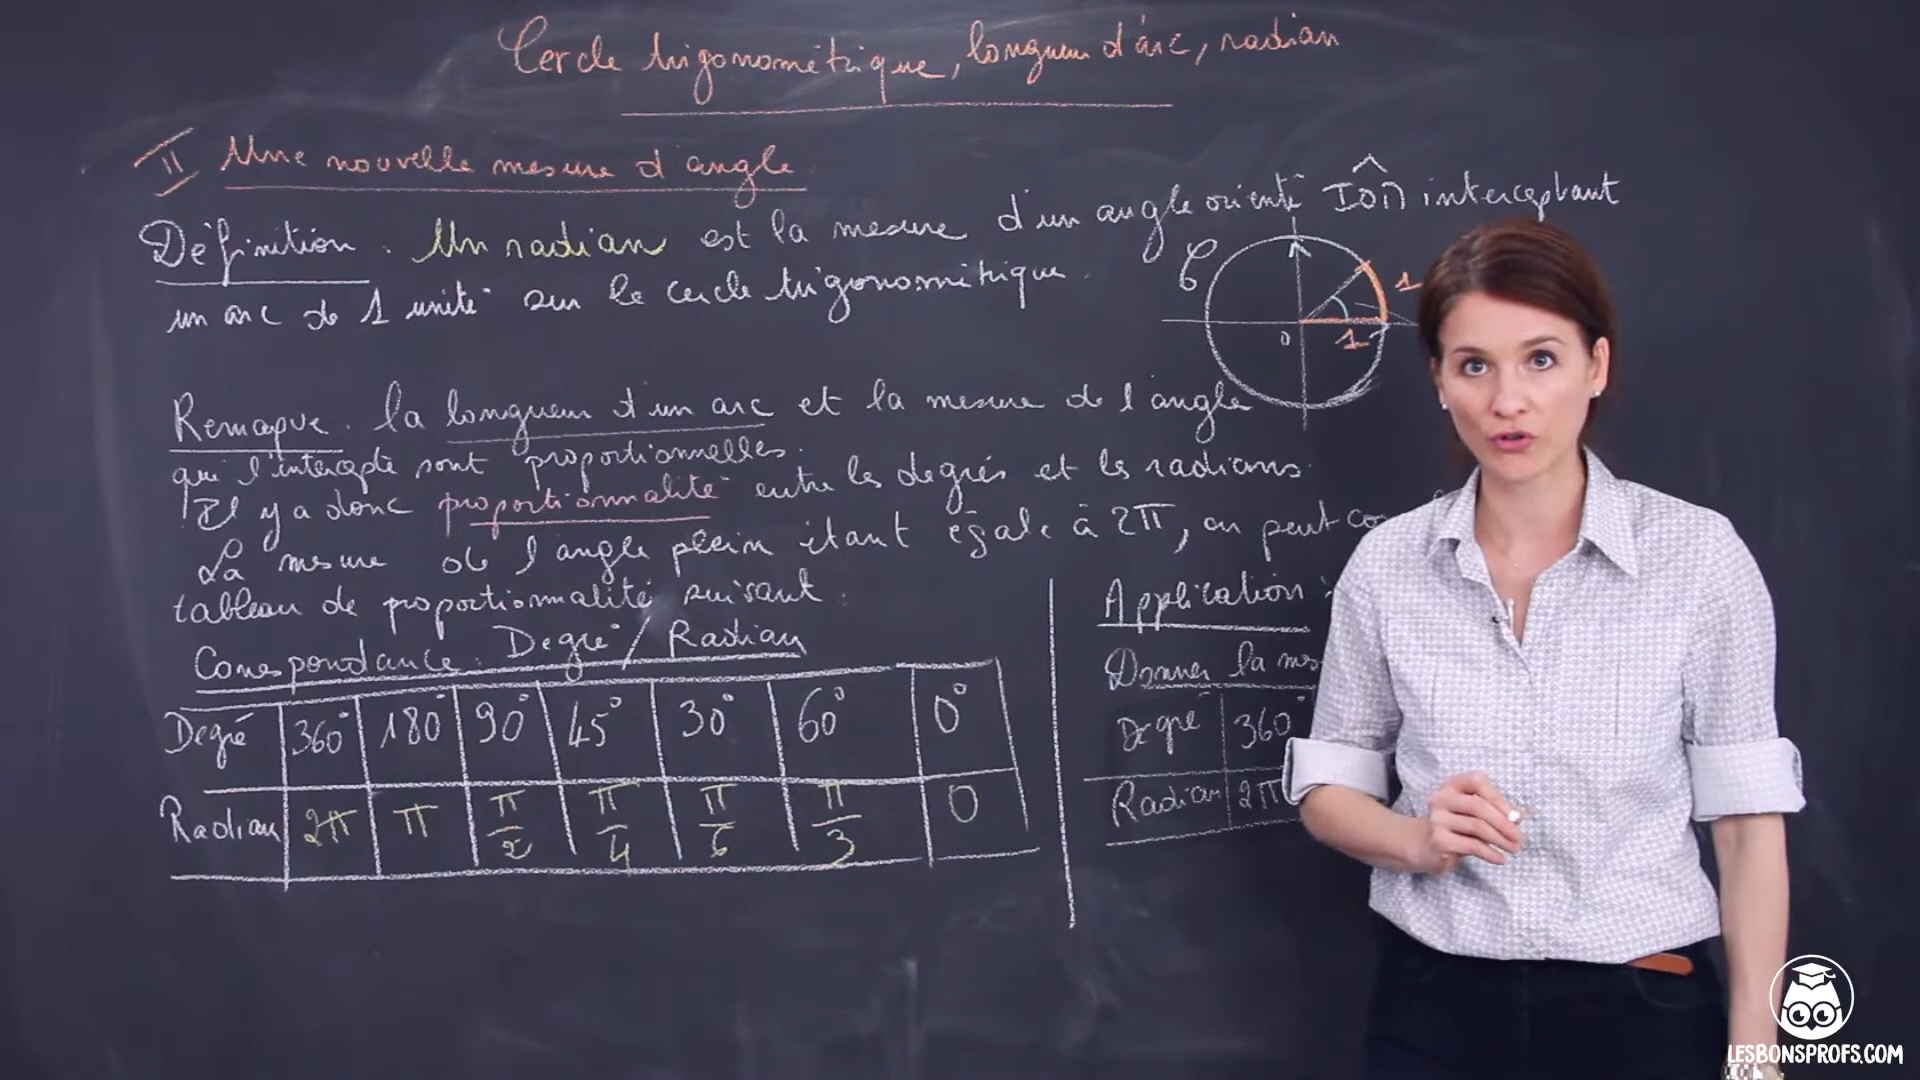 Cercle trigonométrique, longueur d'arc, radian
II Une nouvelle mesure d'angle.
Définition. Un radian est la mesure d'un angle orienté IOM interceptant
un arc de 1 unité sur le cercle trigonométrique.
C
1
1
0
Remarque. la longueur d'un arc et la mesure de l'angle
qui l'intercepte sont proportionnelles.
Il y a donc proportionnalité entre les degrés et les radians.
La mesure de l'angle plein étant égale à 2π, on peut
tableau de proportionnalité suivant:
Correspondance: Degré/Radian
Degré 360° 180° 90° 45° 30° 60° 0°
Radian 2π π π/2 π/4 π/6 π/3 0
Application:
Donner la
Degré 360°
Radian 2π
LESBONSPROFS.COM